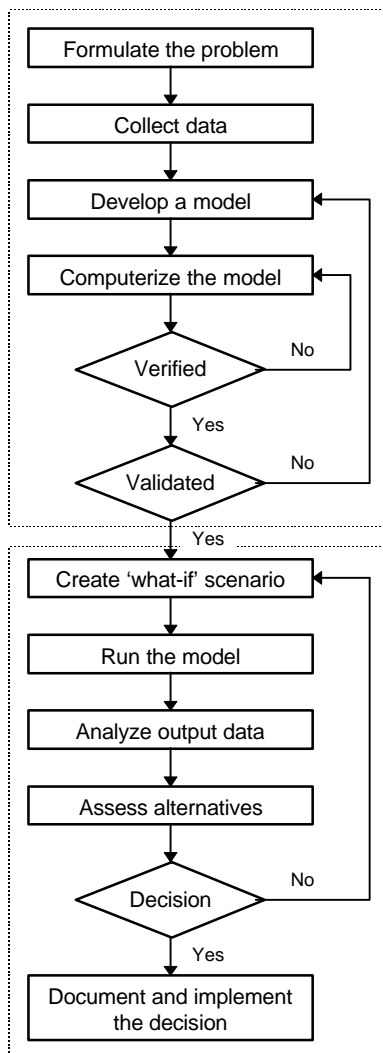 Formulate the problem
Collect data
Develop a model
Computerize the model
No
Verified
Yes
No
Validated
Yes
Create ‘what-if’ scenario
Run the model
Analyze output data
Assess alternatives
No
Decision
Yes
Document and implement
the decision